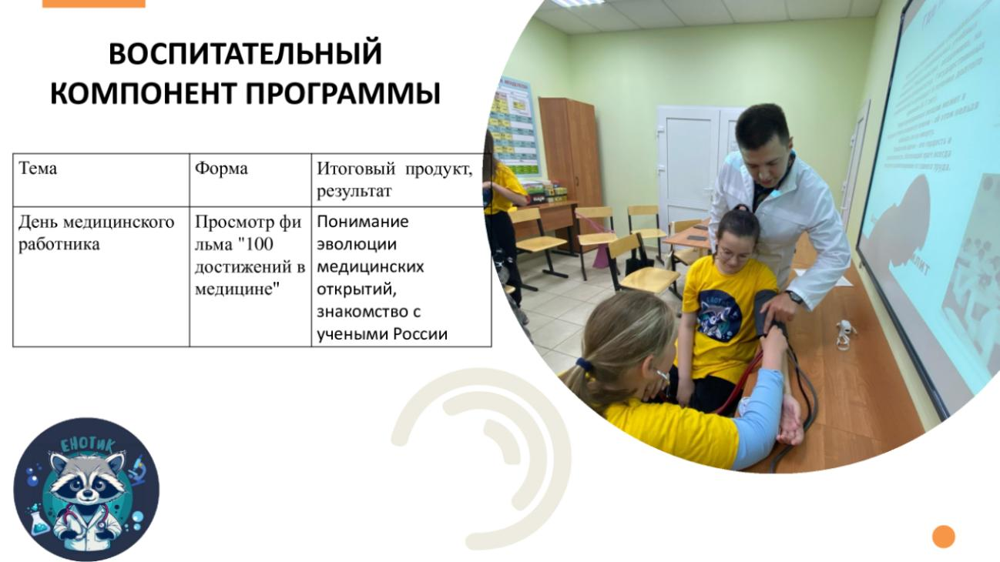 ВОСПИТАТЕЛЬНЫЙ
КОМПОНЕНТ ПРОГРАММЫ
Тема
Форма
Итоговый продукт,
результат
День медицинского
работника
Просмотр фи
льма "100
достижений в
медицине"
Понимание
эволюции
медицинских
открытий,
знакомство с
учеными России
ЕНОТиК
ЕНОТиК